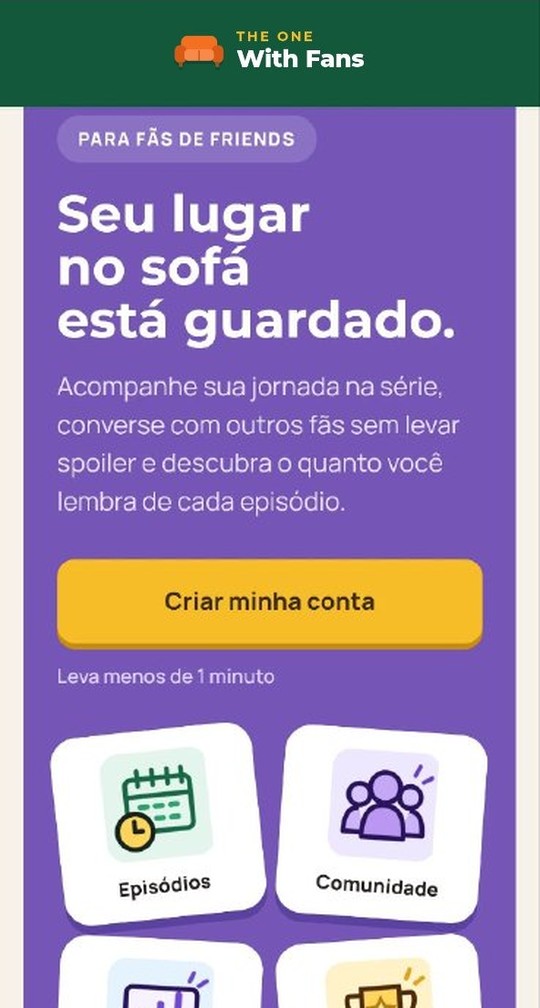 THE ONE
With Fans
PARA FÃS DE FRIENDS
Seu lugar
no sofá
está guardado.
Acompanhe sua jornada na série,
converse com outros fãs sem levar
spoiler e descubra o quanto você
lembra de cada episódio.
Criar minha conta
Leva menos de 1 minuto
Episódios
Comunidade